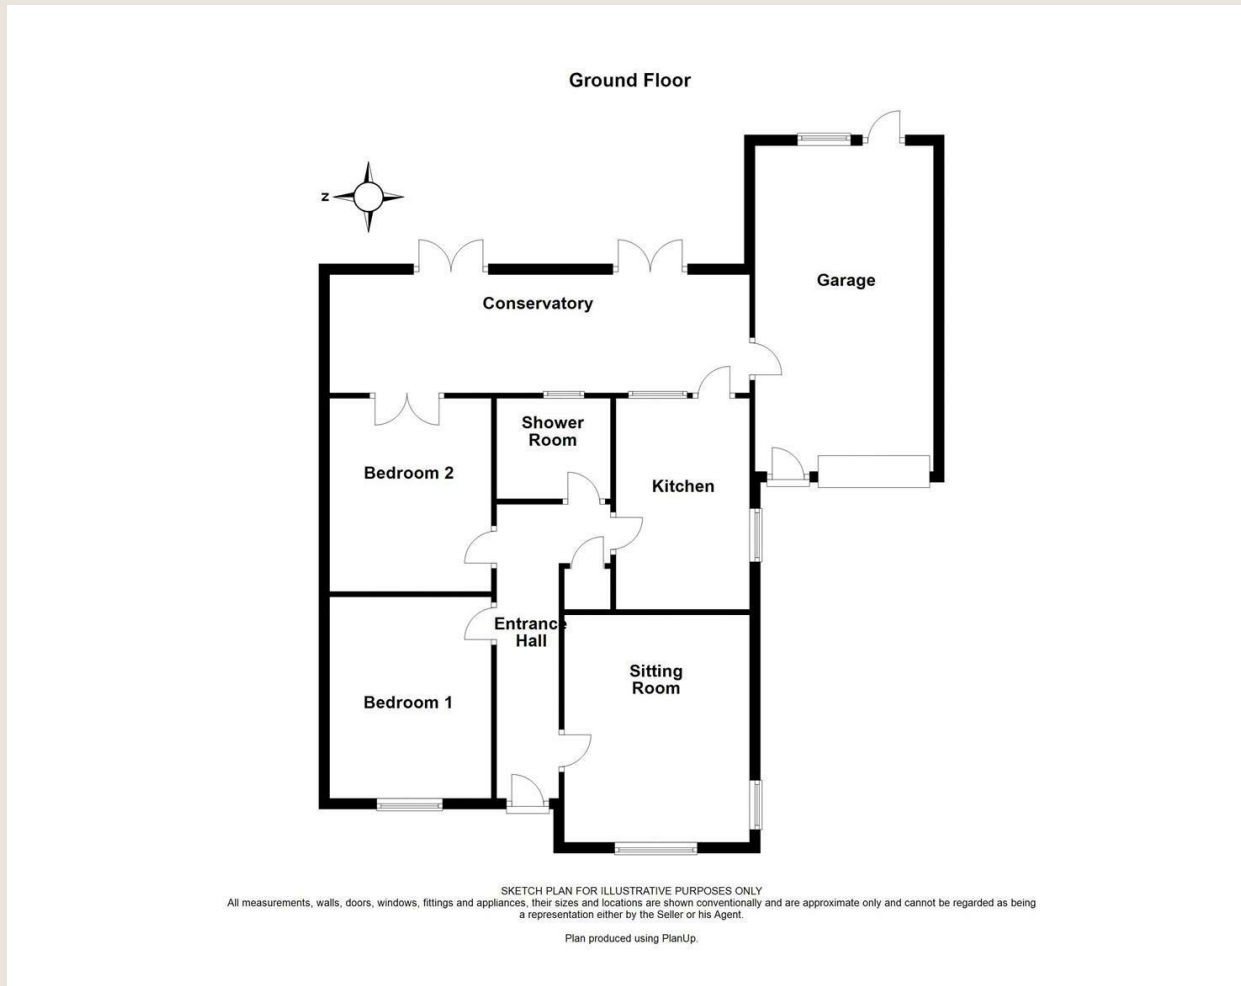 Ground Floor
N
Conservatory
Garage
Shower
Room
Bedroom 2
Kitchen
Entrance
Hall
Sitting
Room
Bedroom 1
SKETCH PLAN FOR ILLUSTRATIVE PURPOSES ONLY
All measurements, walls, doors, windows, fittings and appliances, their sizes and locations are shown conventionally and are approximate only and cannot be regarded as being
a representation either by the Seller or his Agent.
Plan produced using PlanUp.